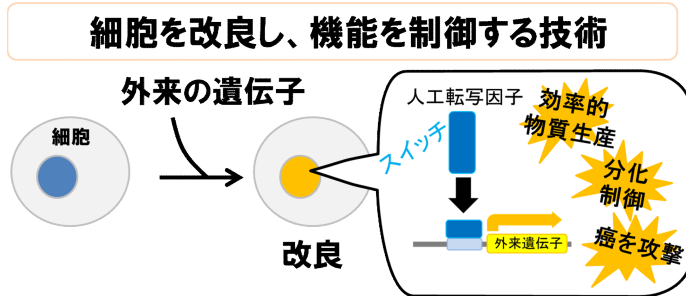 細胞を改良し、機能を制御する技術
外来の遺伝子
細胞
改良
人工転写因子
スイッチ
外来遺伝子
効率的
物質生産
分化
制御
癌を攻撃